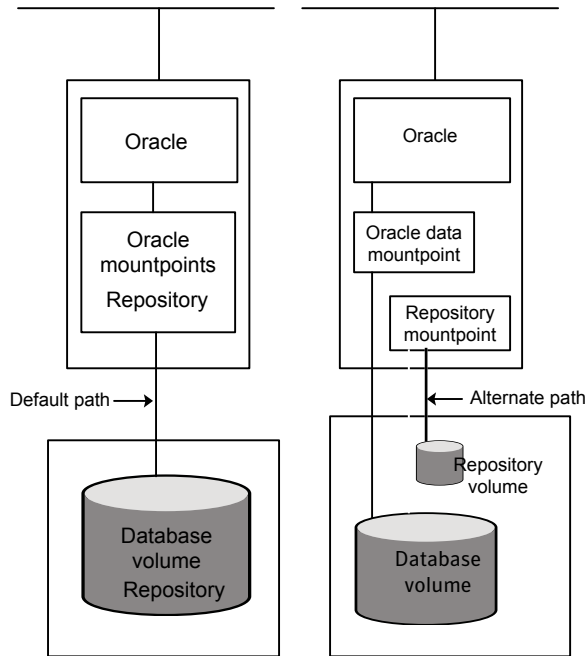 Oracle
Oracle
mountpoints
Repository
Default path
Database
volume
Repository
Oracle
Oracle data
mountpoint
Repository
mountpoint
Alternate path
Repository
volume
Database
volume